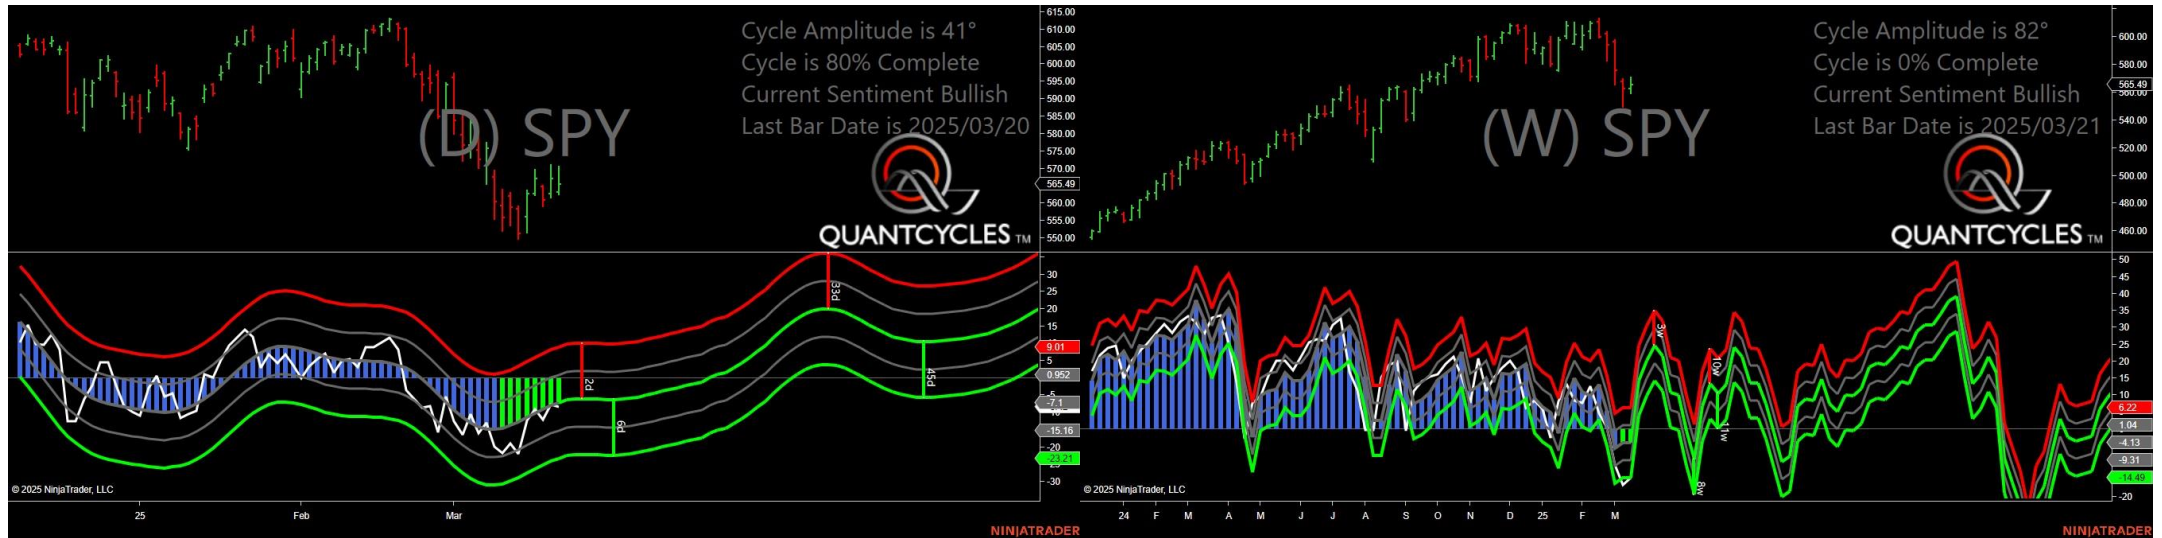 Cycle Amplitude is 41°
Cycle is 80% Complete
Current Sentiment Bullish
Last Bar Date is 2025/03/20
(D) SPY
QUANTCYCLES TM
615.00
610.00
605.00
600.00
595.00
590.00
585.00
580.00
575.00
570.00
565.49
560.00
555.00
550.00
30
25
20
15
9.01
5
0.952
-7.1
-15.16
-20
-23.21
-30
2d
6d
33d
45d
© 2025 NinjaTrader, LLC
25 Feb Mar
NINJATRADER
Cycle Amplitude is 82°
Cycle is 0% Complete
Current Sentiment Bullish
Last Bar Date is 2025/03/21
(W) SPY
QUANTCYCLES TM
600.00
580.00
565.49
560.00
540.00
520.00
500.00
480.00
460.00
50
45
40
35
30
25
20
15
10
6.22
1.04
-4.13
-9.31
-14.49
-20
3w
8w
10w
11w
© 2025 NinjaTrader, LLC
24 F M A M J J A S O N D 25 F M
NINJATRADER